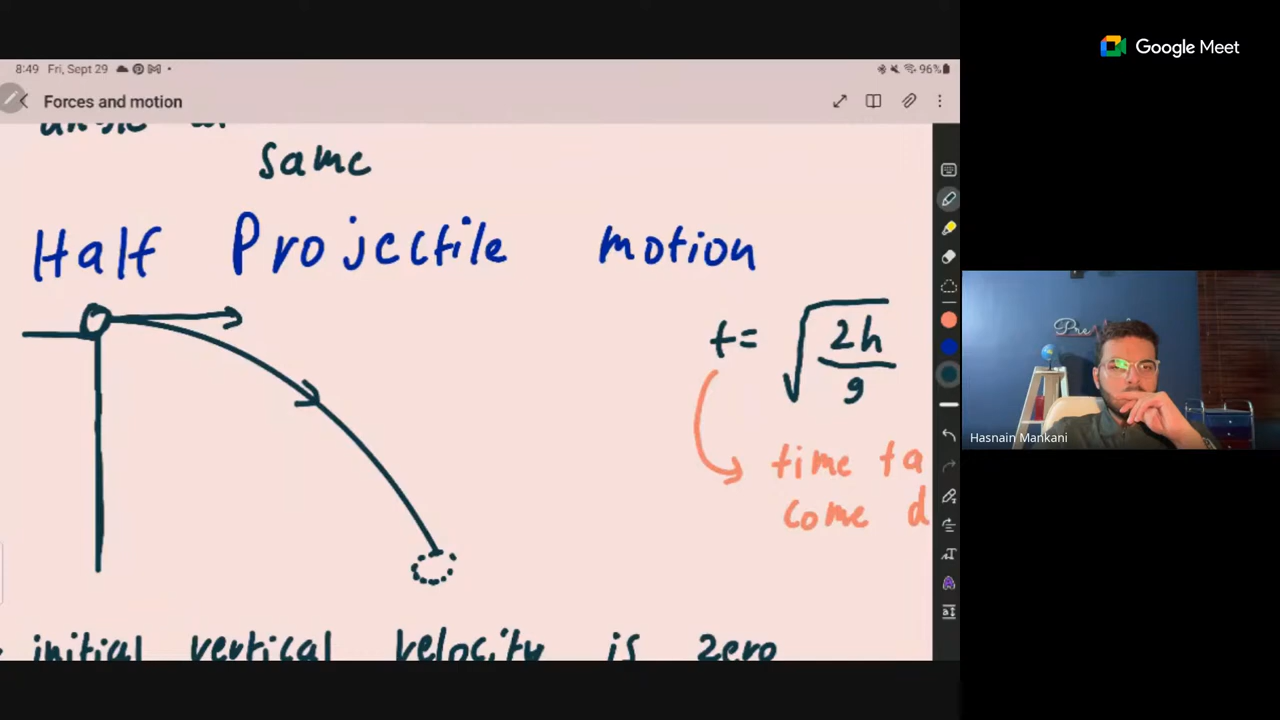 Google Meet
8:49 Fri, Sept 29
96%
Forces and motion
same
Half Projectile motion
t= √2h/g
time ta
come d
initial vertical velocity is zero
Hasnain Mankani